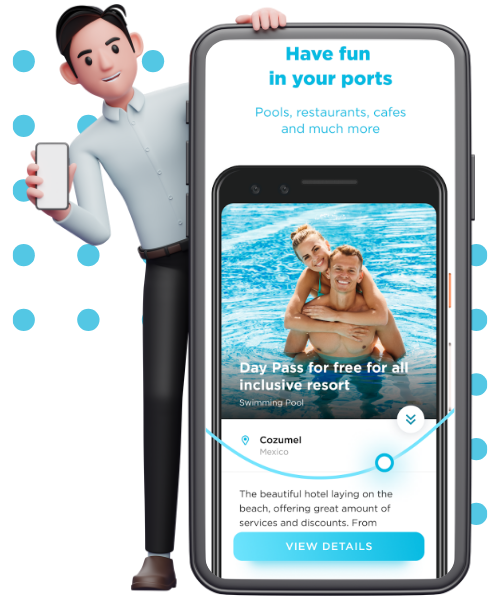 Have fun
in your ports
Pools, restaurants, cafes
and much more
Day Pass for free for all
inclusive resort
Swimming Pool
Cozumel
Mexico
The beautiful hotel laying on the
beach, offering great amount of
services and discounts. From
VIEW DETAILS